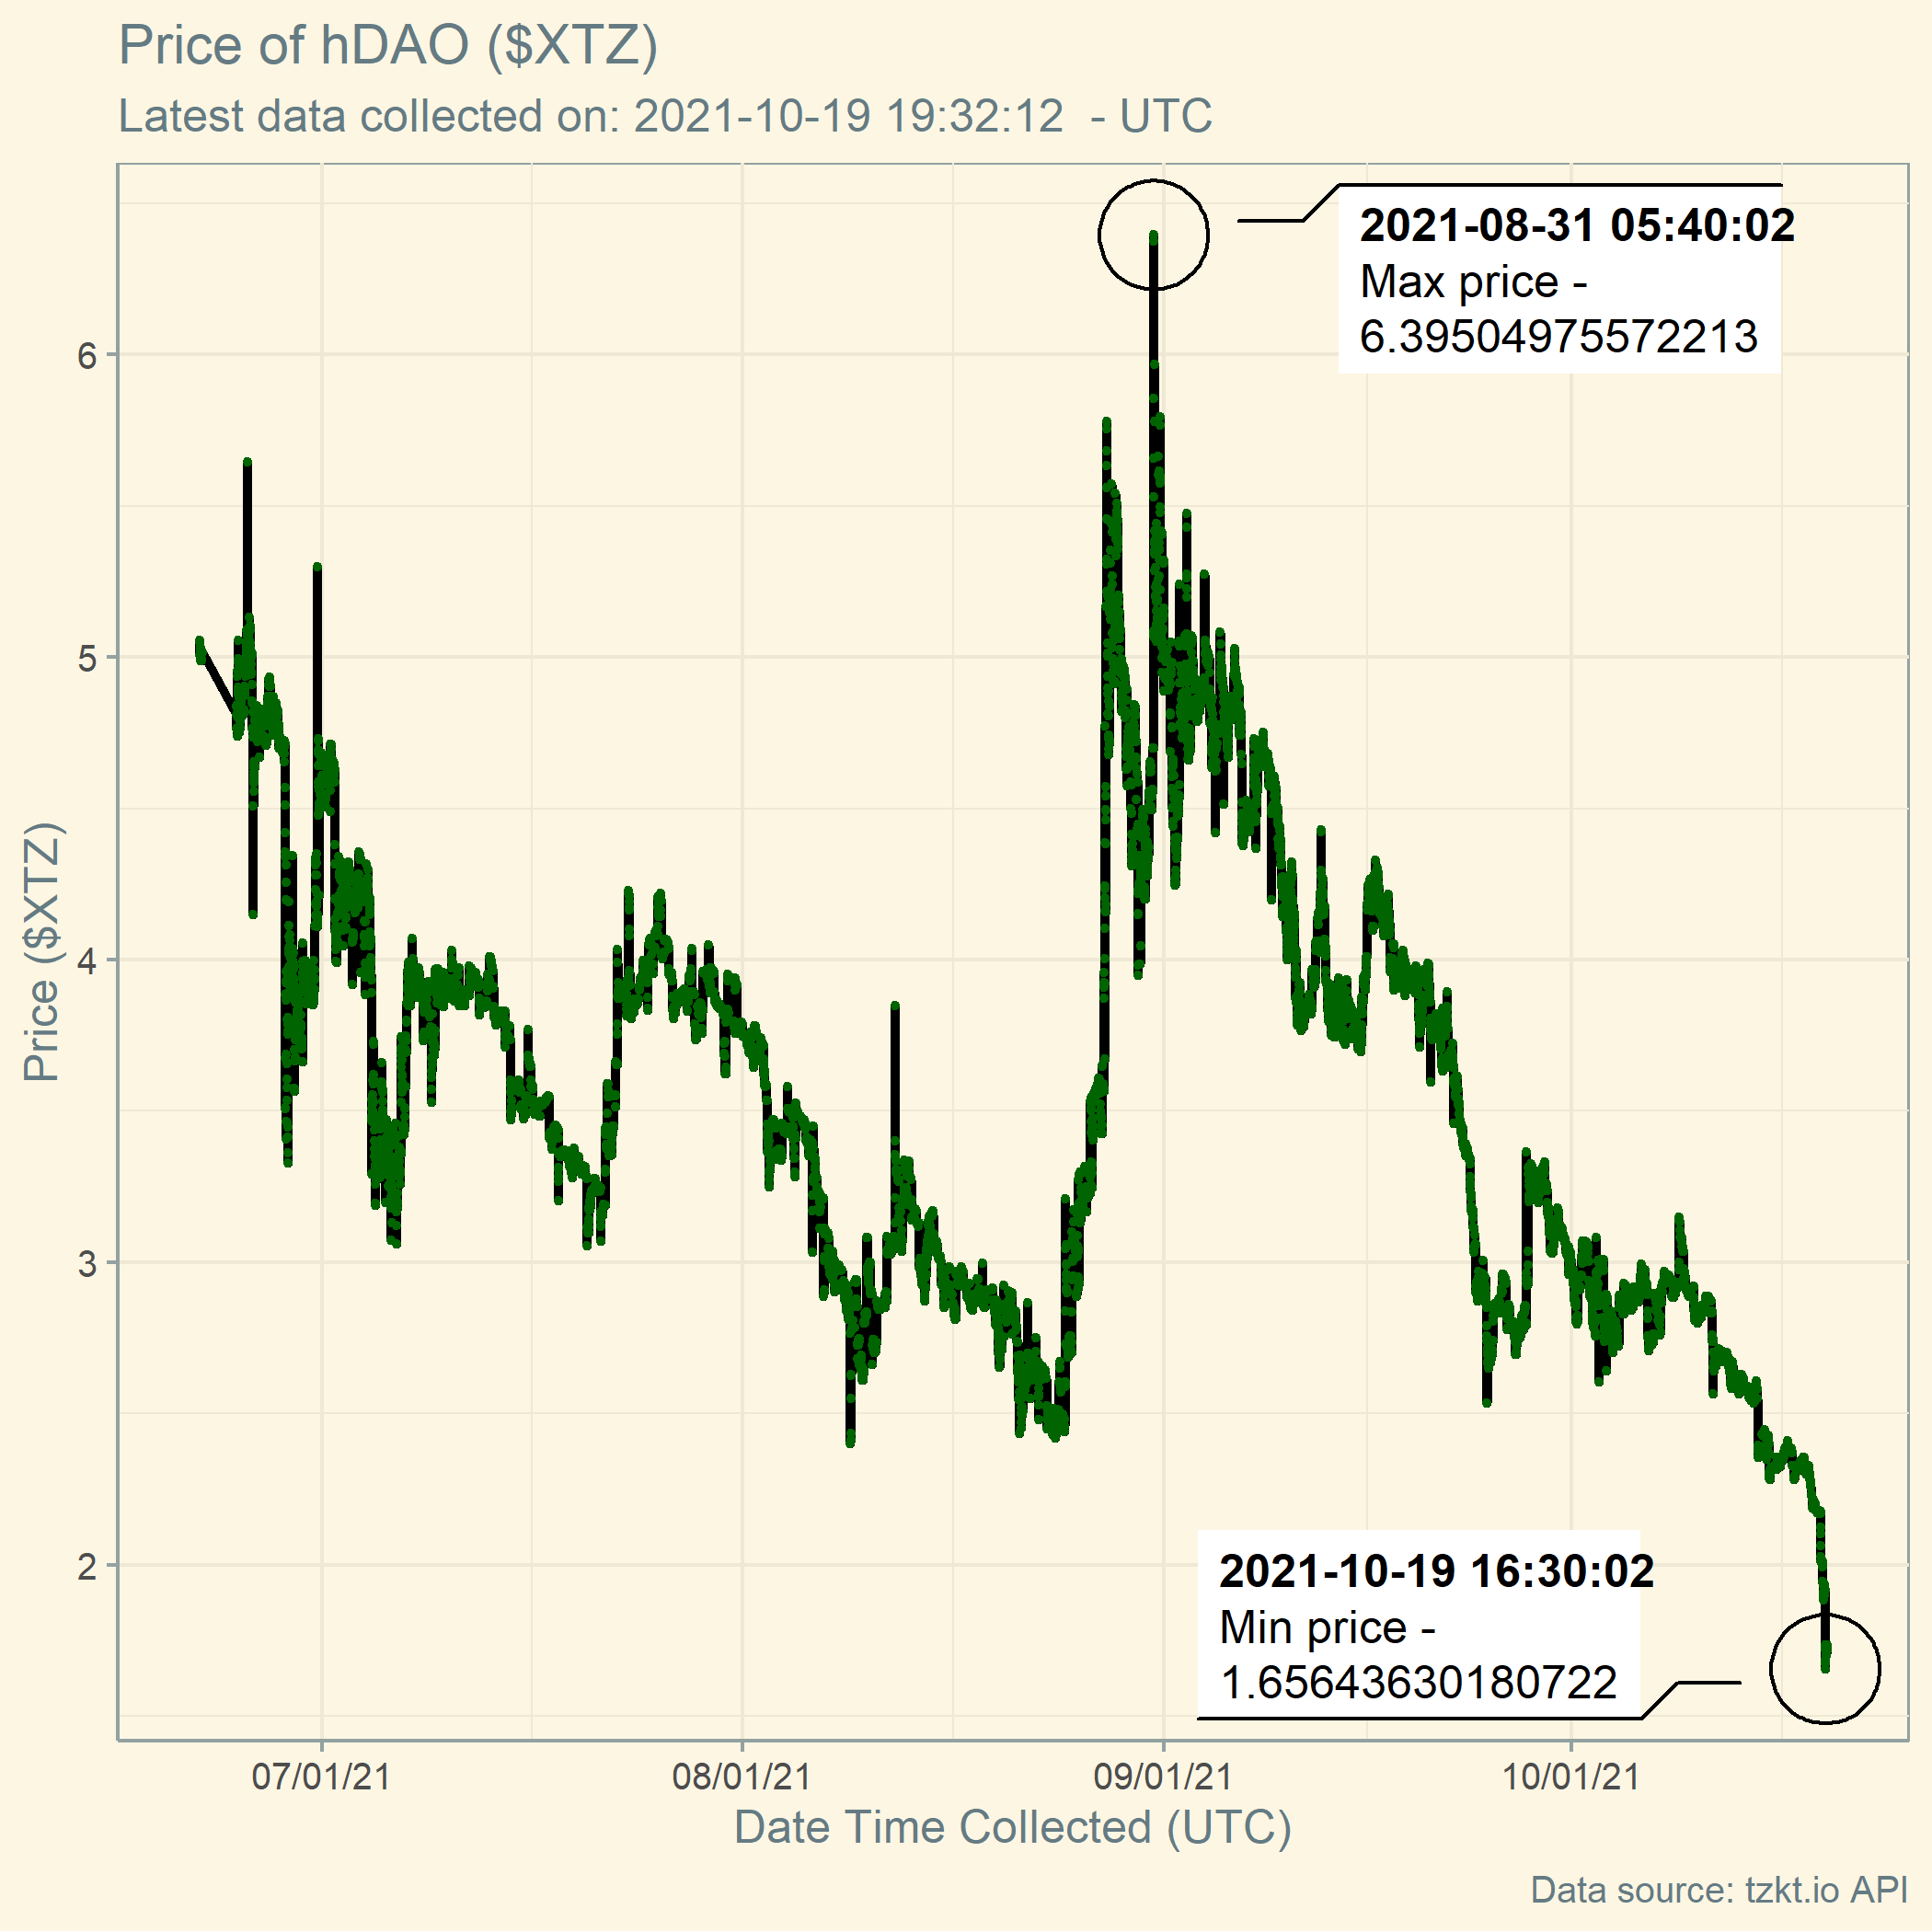 Price of hDAO ($XTZ)
Latest data collected on: 2021-10-19 19:32:12  - UTC
2021-08-31 05:40:02
Max price -
6.39504975572213
6
5
4
3
2
Price ($XTZ)
2021-10-19 16:30:02
Min price -
1.65643630180722
07/01/21
08/01/21
09/01/21
10/01/21
Date Time Collected (UTC)
Data source: tzkt.io API